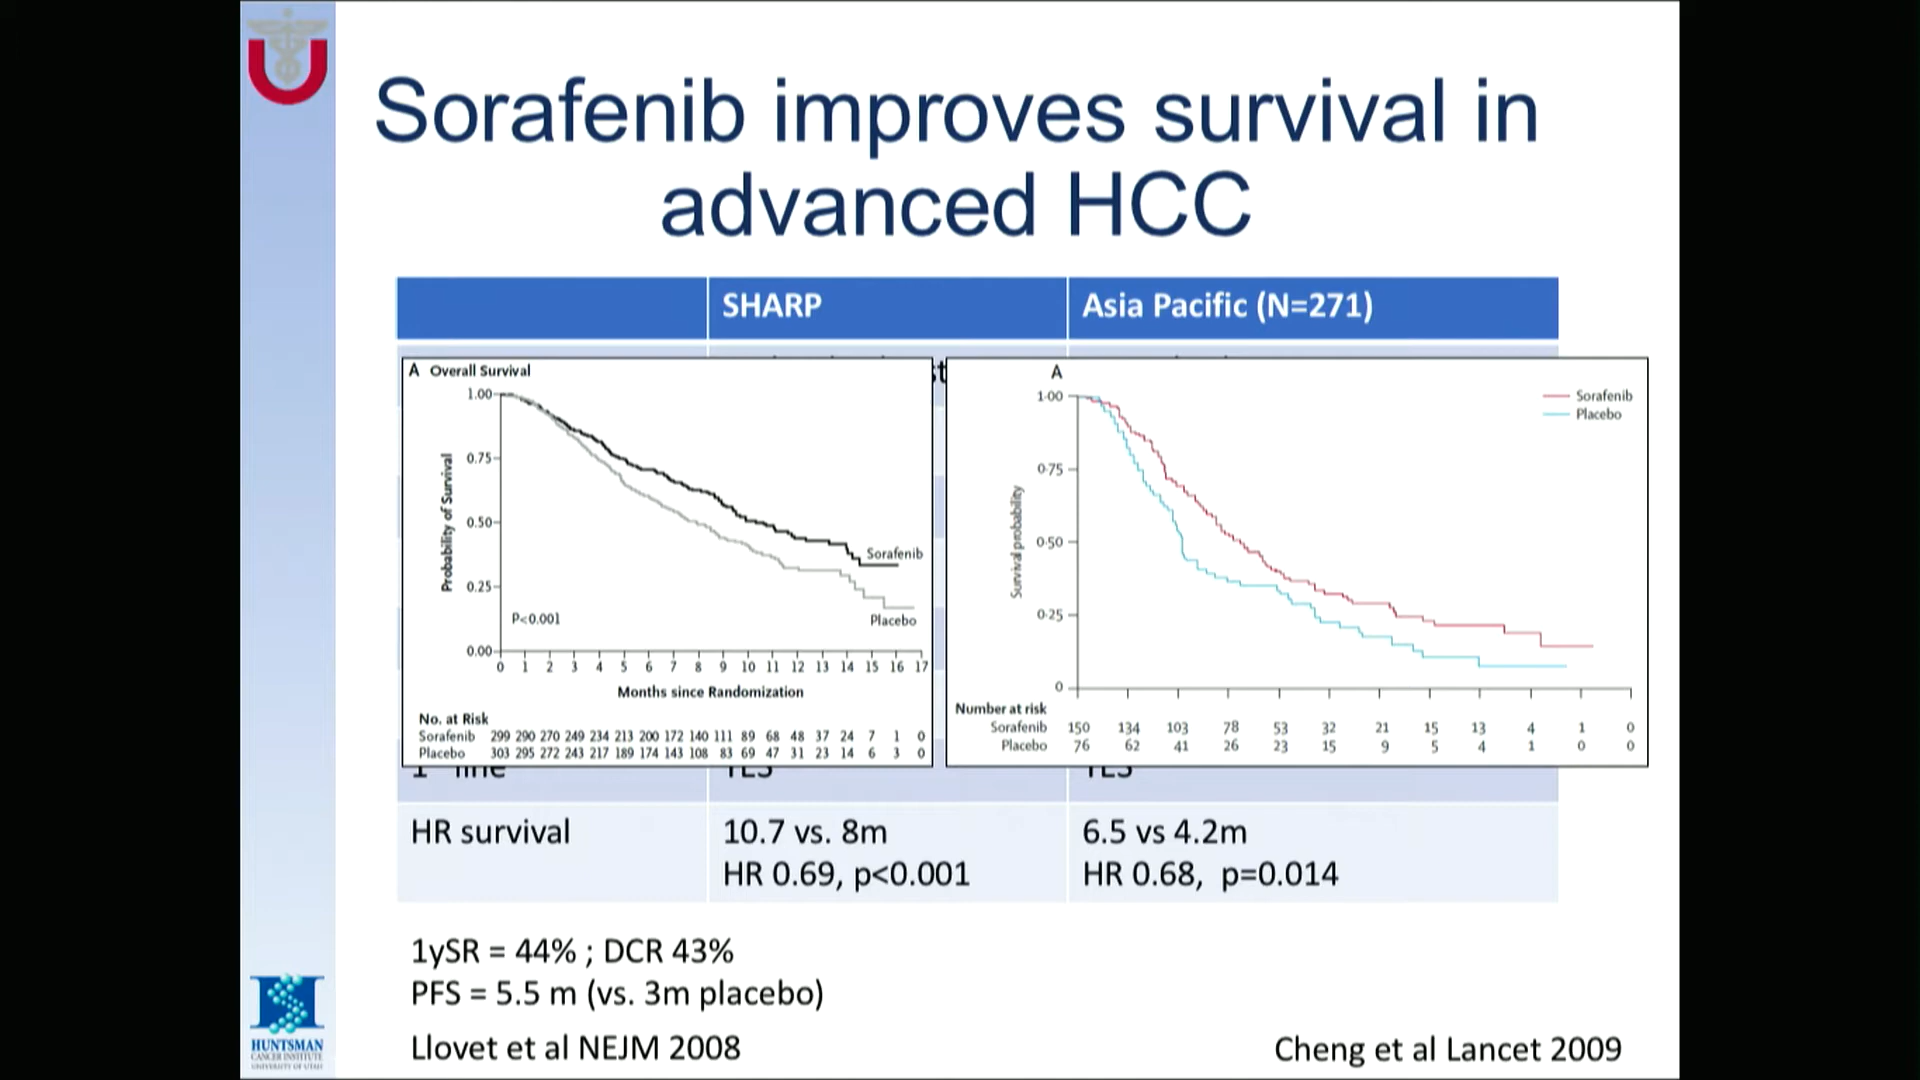 Sorafenib improves survival in
advanced HCC
SHARP
Asia Pacific (N=271)
A Overall Survival
1.00
0.75
0.50
0.25
0.00
Probability of Survival
P<0.001
Sorafenib
Placebo
0 1 2 3 4 5 6 7 8 9 10 11 12 13 14 15 16 17
Months since Randomization
No. at Risk
Sorafenib 299 290 270 249 234 213 200 172 140 111 89 68 48 37 24 7 1 0
Placebo 303 295 272 243 217 189 174 143 108 83 69 47 31 23 14 6 3 0
A
1·00
0·75
0·50
0·25
0
Survival probability
Sorafenib
Placebo
Number at risk
Sorafenib 150 134 103 78 53 32 21 15 13 4 1 0
Placebo 76 62 41 26 23 15 9 5 4 1 0 0
HR survival
10.7 vs. 8m
HR 0.69, p<0.001
6.5 vs 4.2m
HR 0.68, p=0.014
1ySR = 44% ; DCR 43%
PFS = 5.5 m (vs. 3m placebo)
Llovet et al NEJM 2008
Cheng et al Lancet 2009
U
HUNTSMAN
CANCER INSTITUTE
UNIVERSITY OF UTAH